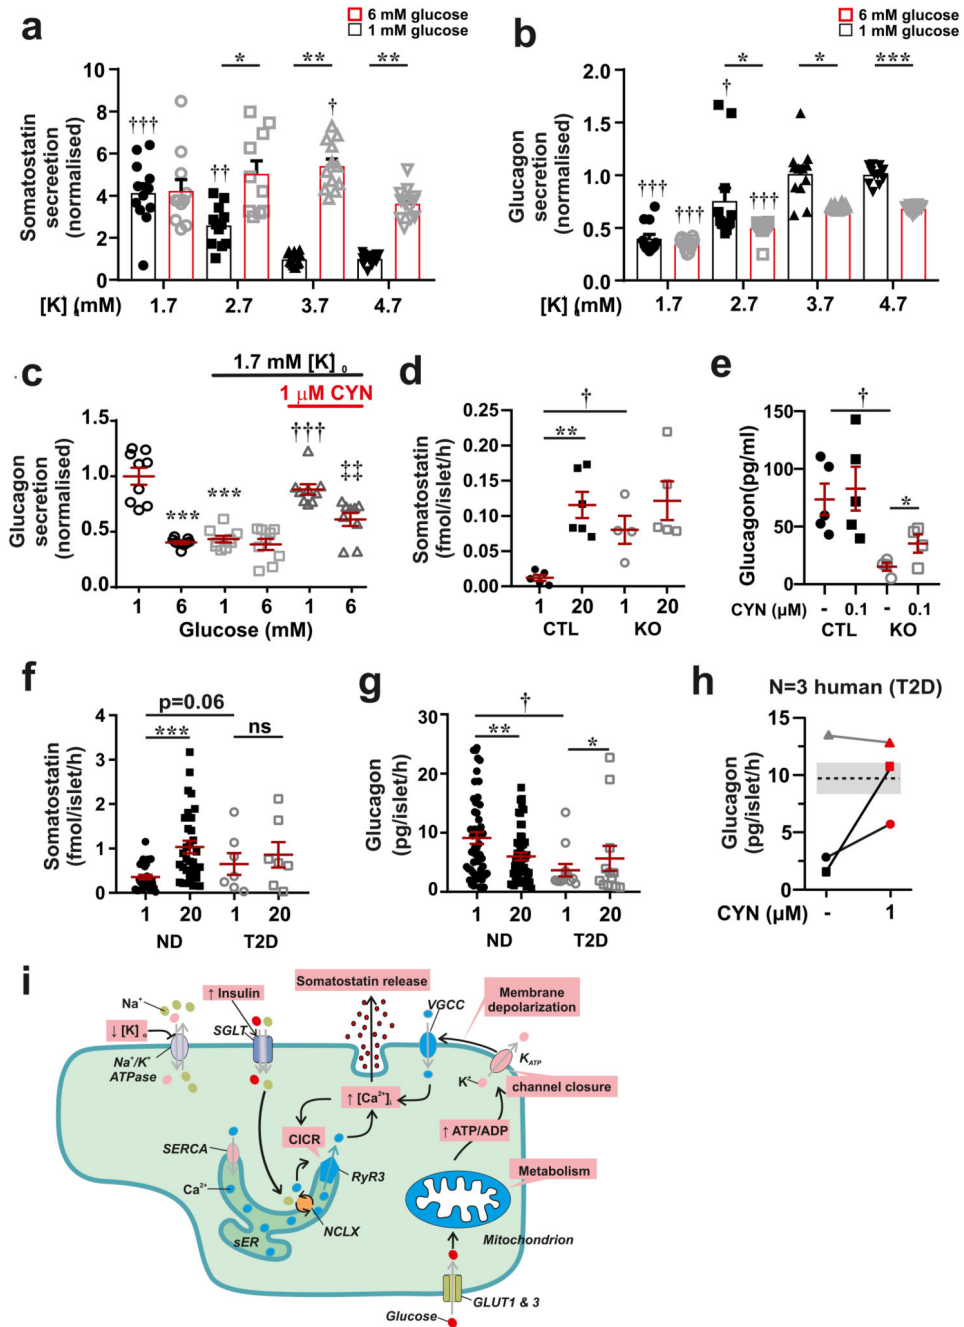 a
6 mM glucose
1 mM glucose
Somatostatin
secreetion
(normalised)
10
8
6
4
2
0
†††
††
†
*
**
**
[K] (mM)
1.7
2.7
3.7
4.7
b
6 mM glucose
1 mM glucose
Glucagon
secretion
(normalised)
2.0
1.5
1.0
0.5
0.0
†††
†††
†
†††
*
*
***
[K] (mM)
1.7
2.7
3.7
4.7
c
1.7 mM [K] 0
1 µM CYN
Glucagon
secretion
(normalised)
1.5
1.0
0.5
0.0
***
***
†††
‡‡
1
6
1
6
1
6
Glucose (mM)
d
Somatostatin
(fmol/islet/h)
0.25
0.20
0.15
0.10
0.05
0.00
†
**
1
20
1
20
CTL
KO
e
Glucagon(pg/ml)
150
100
50
0
†
*
CYN (µM)
-
0.1
-
0.1
CTL
KO
f
Somatostatin
(fmol/islet/h)
4
3
2
1
0
p=0.06
***
ns
1
20
1
20
ND
T2D
g
Glucagon
(pg/islet/h)
30
20
10
0
†
**
*
1
20
1
20
ND
T2D
h
N=3 human (T2D)
Glucagon
(pg/islet/h)
15
10
5
0
CYN (µM)
-
1
i
Na+
↓ [K] o
Na+/K+
ATPase
↑ Insulin
SGLT
Somatostatin release
VGCC
Membrane
depolarization
K ATP
K+
channel closure
↑ [Ca2+]i
↑ ATP/ADP
CICR
SERCA
RyR3
Metabolism
Ca2+
NCLX
sER
Mitochondrion
GLUT1 & 3
Glucose